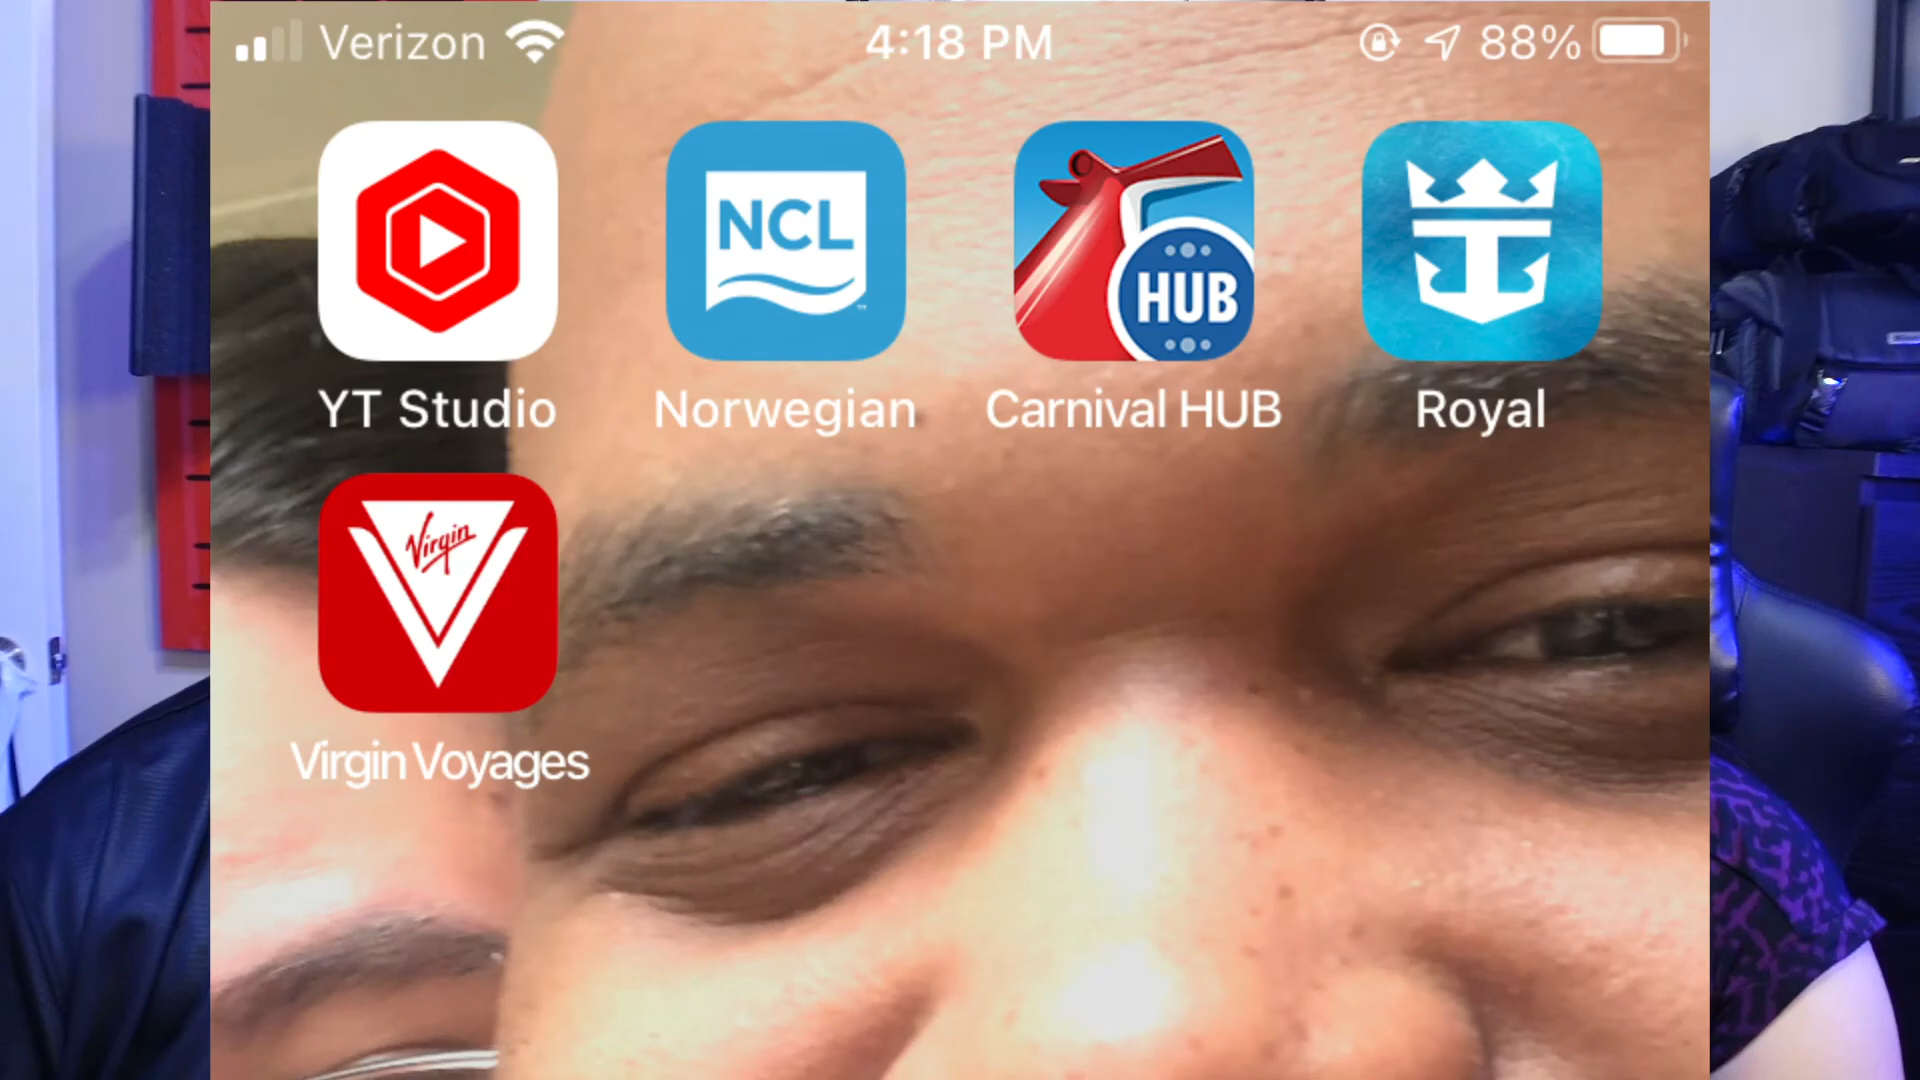 Verizon 4:18 PM 88%
NCL
HUB
YT Studio Norwegian Carnival HUB Royal
Virgin
Virgin Voyages